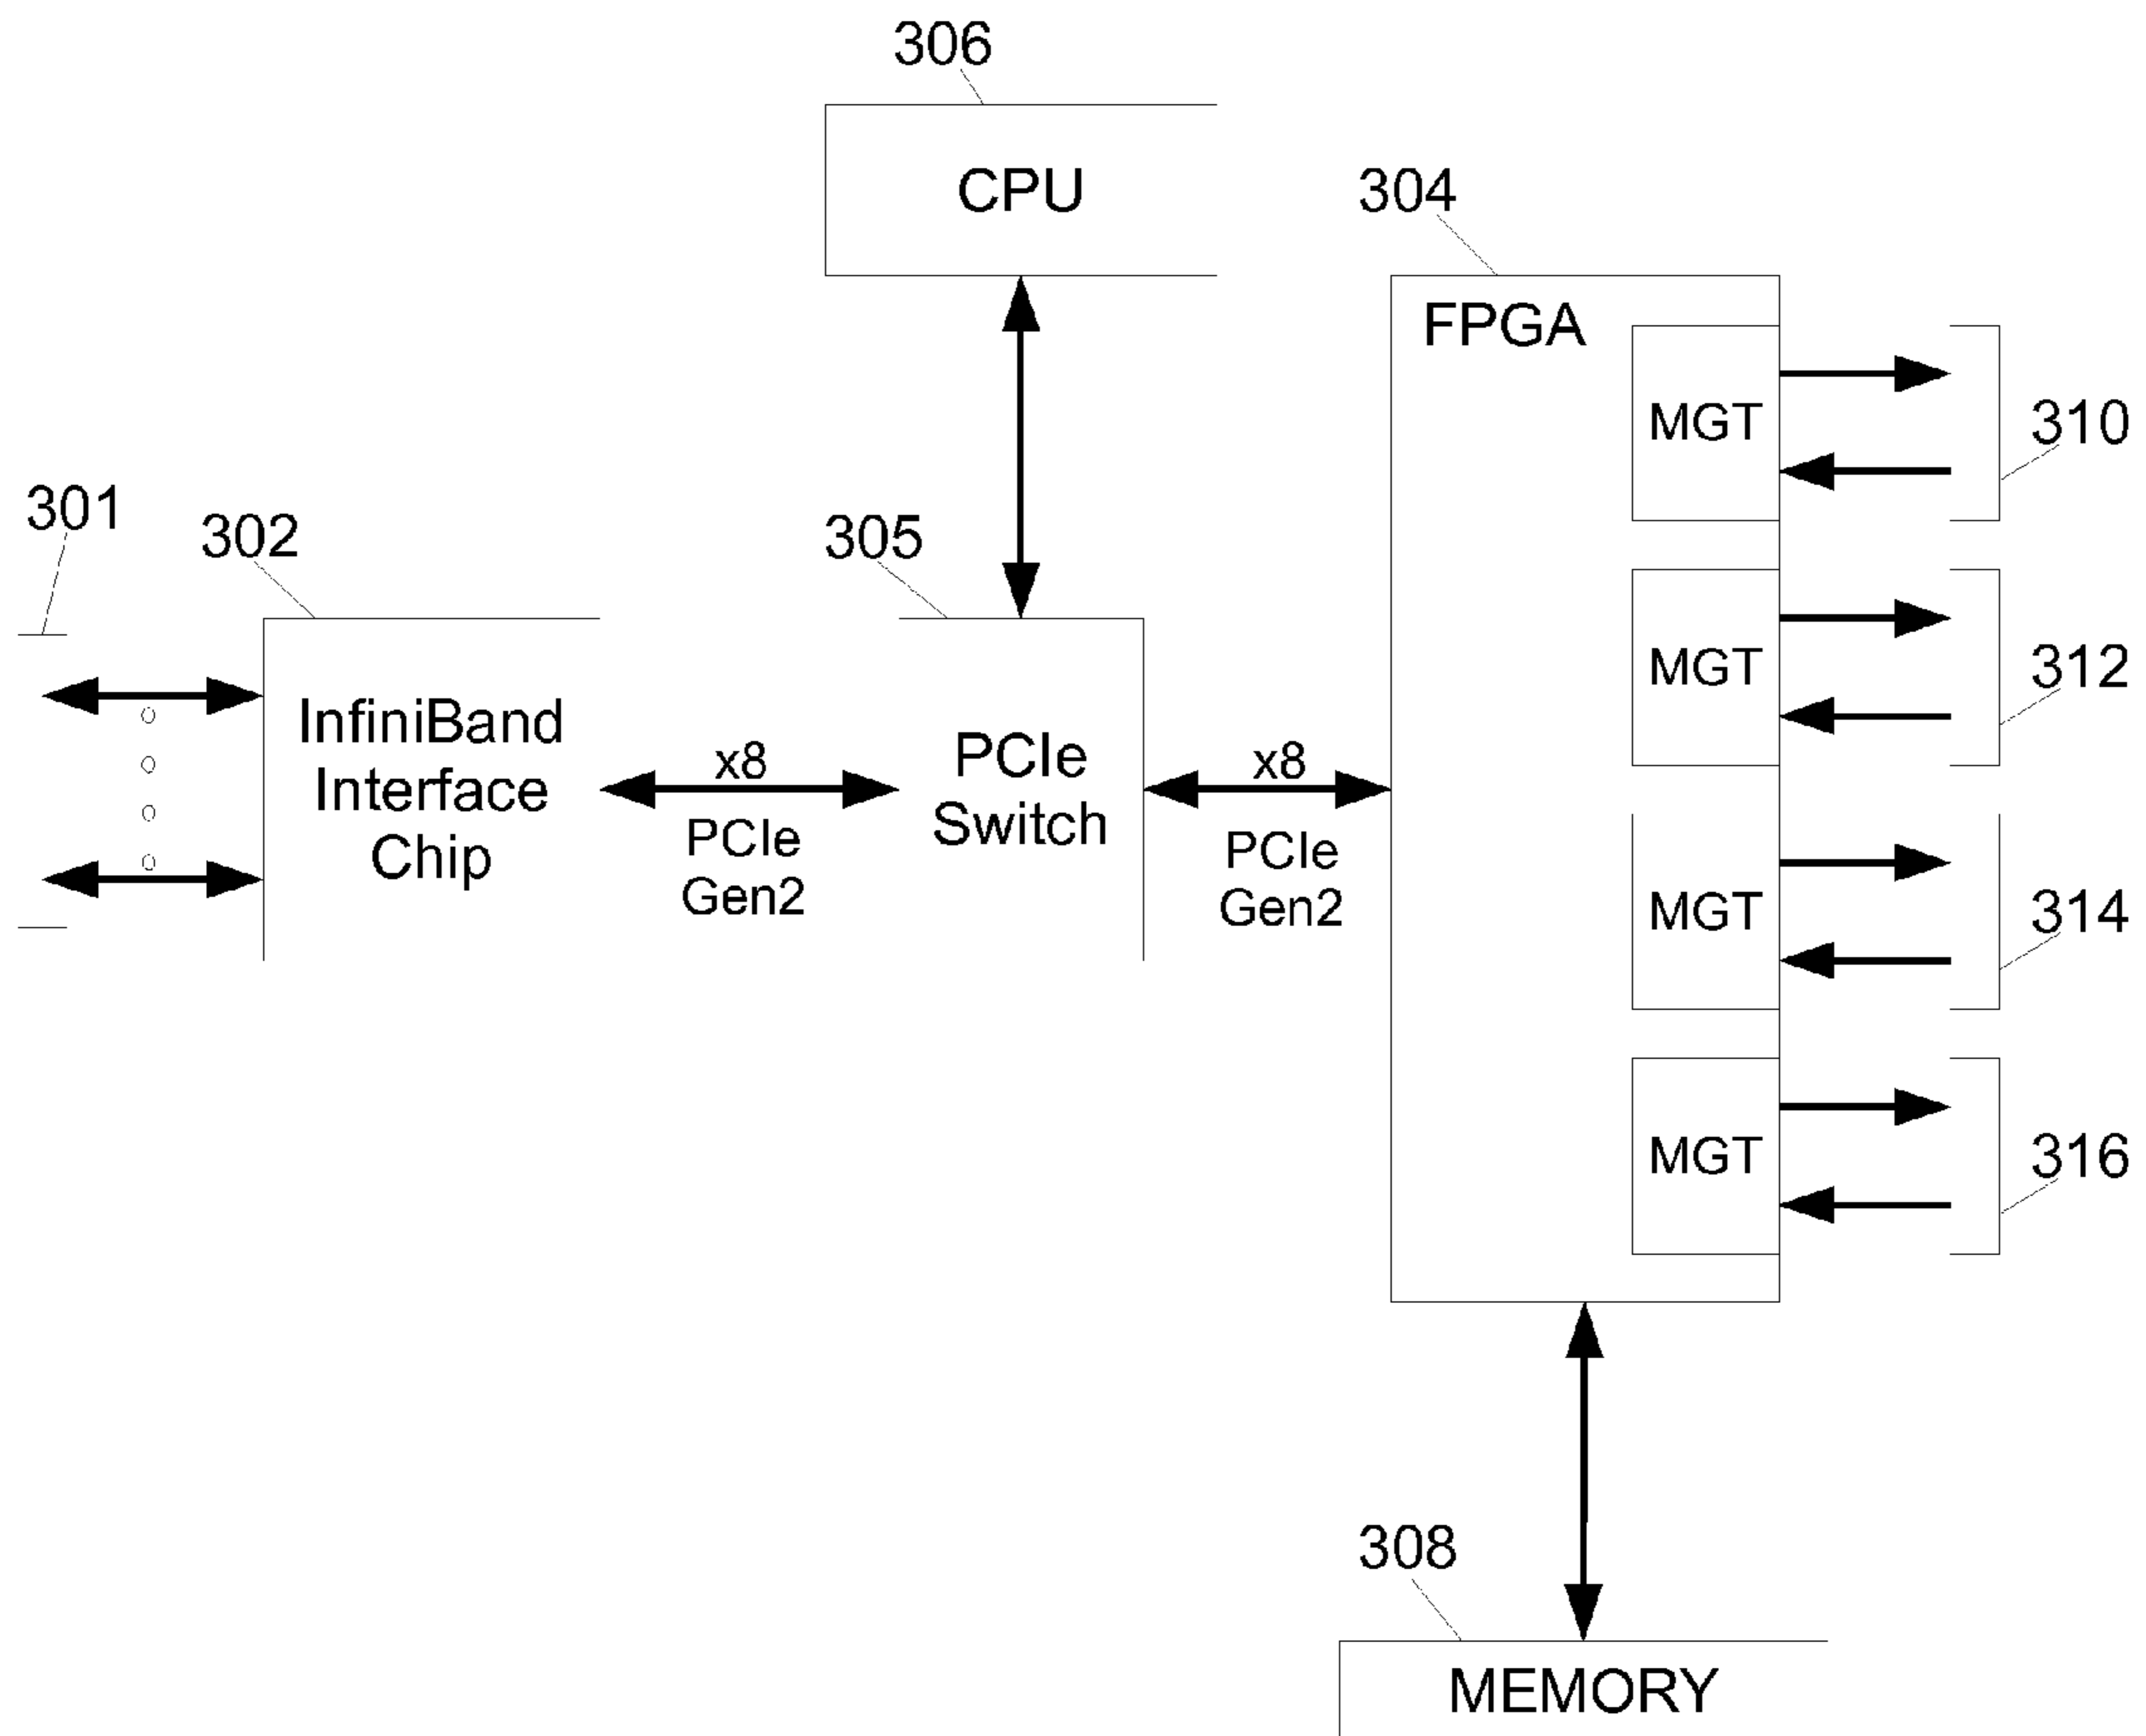 306
CPU
304
FPGA
MGT
310
301
302
305
MGT
312
InfiniBand
Interface
Chip
x8
PCIe
Gen2
PCIe
Switch
x8
PCIe
Gen2
MGT
314
MGT
316
308
MEMORY